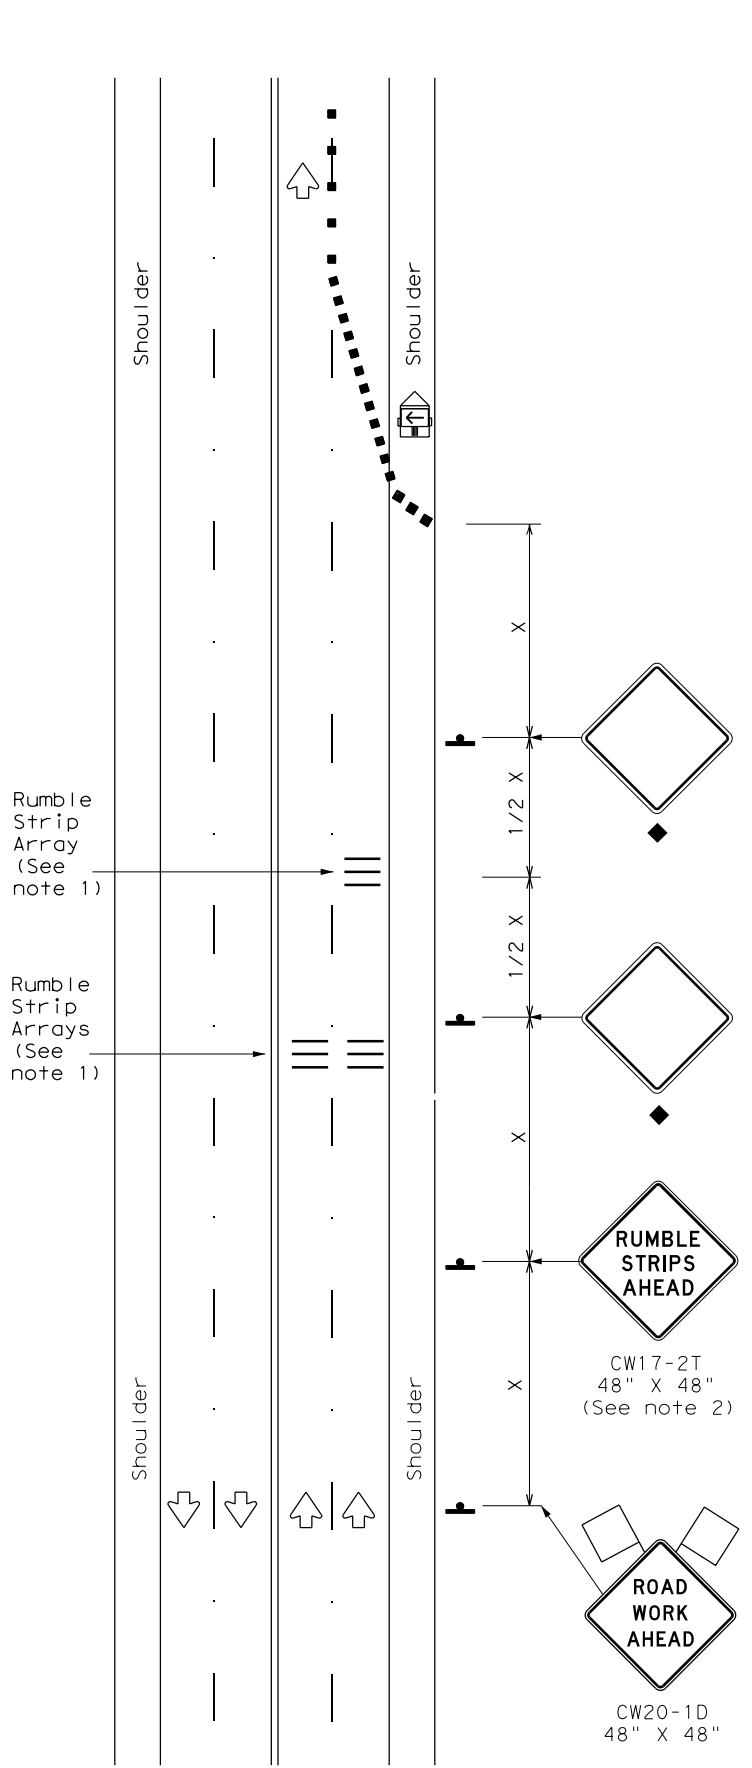 Shoulder
Shoulder
X
1/2 X
Rumble
Strip
Array
(See
note 1)
1/2 X
Rumble
Strip
Arrays
(See
note 1)
X
RUMBLE
STRIPS
AHEAD
CW17-2T
48" X 48"
(See note 2)
X
Shoulder
Shoulder
ROAD
WORK
AHEAD
CW20-1D
48" X 48"